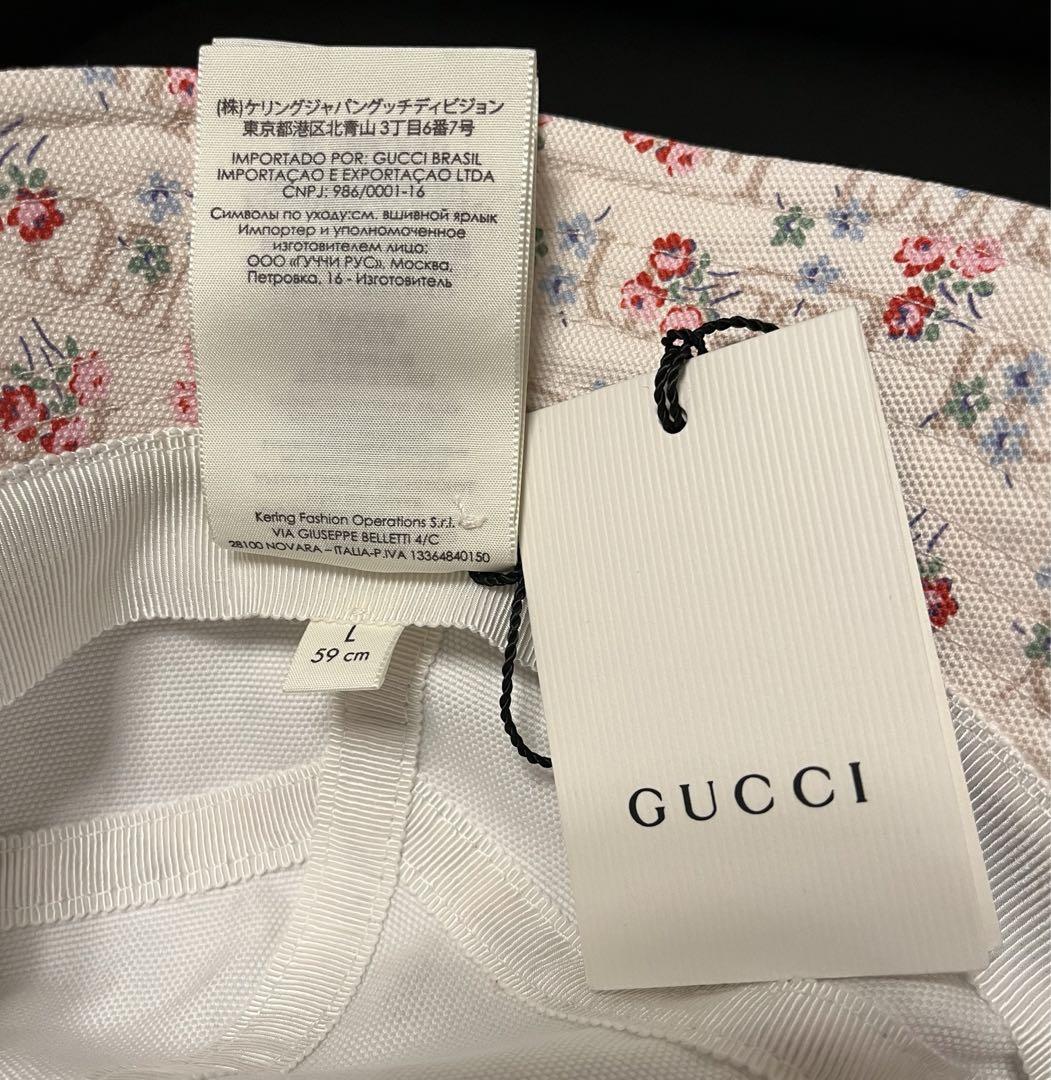 (株)ケリングジャパングッチディビジョン
東京都港区北青山3丁目6番7号
IMPORTADO POR: GUCCI BRASIL
IMPORTAÇAO E EXPORTAÇAO LTDA
CNPJ: 986/0001-16
Символы по уходу:см. вшивной ярлык
Импортер и уполномоченное
изготовителем лицо:
ООО «ГУЧЧИ РУС», Москва,
Петровка, 16 - Изготовитель
Kering Fashion Operations S.r.l.
VIA GIUSEPPE BELLETTI 4/C
28100 NOVARA – ITALIA-P.IVA 13364840150
L
59 cm
GUCCI